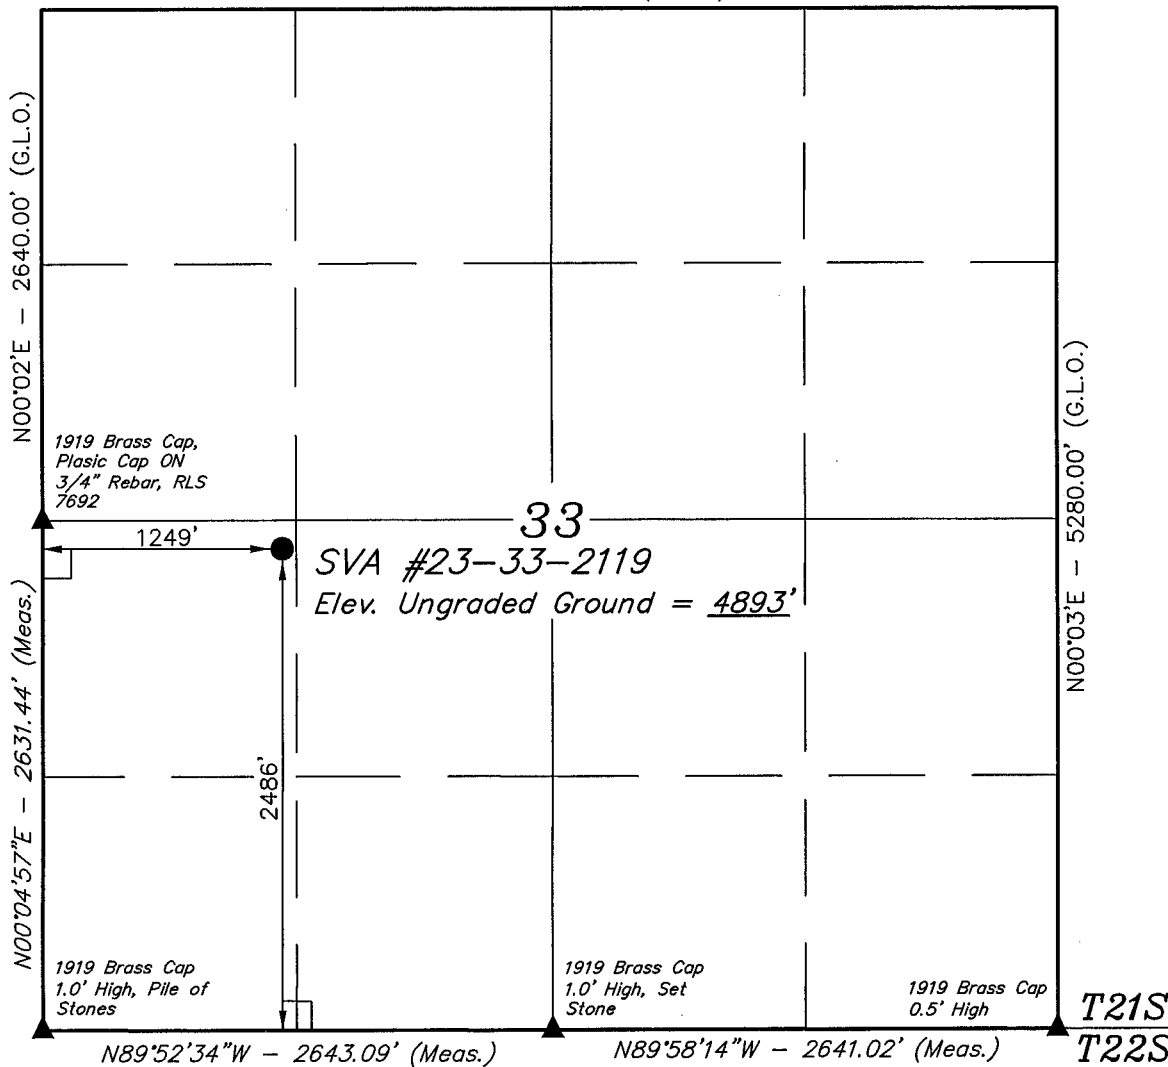 N00°02'E - 2640.00' (G.L.O.)
1919 Brass Cap,
Plasic Cap ON
3/4" Rebar, RLS
7692
33
1249'
SVA #23-33-2119
Elev. Ungraded Ground = 4893'
N00°03'E - 5280.00' (G.L.O.)
N00°04'57"E - 2631.44' (Meas.)
2486'
1919 Brass Cap
1.0' High, Pile of
Stones
1919 Brass Cap
1.0' High, Set
Stone
1919 Brass Cap
0.5' High
T21S
T22S
N89°52'34"W - 2643.09' (Meas.)
N89°58'14"W - 2641.02' (Meas.)